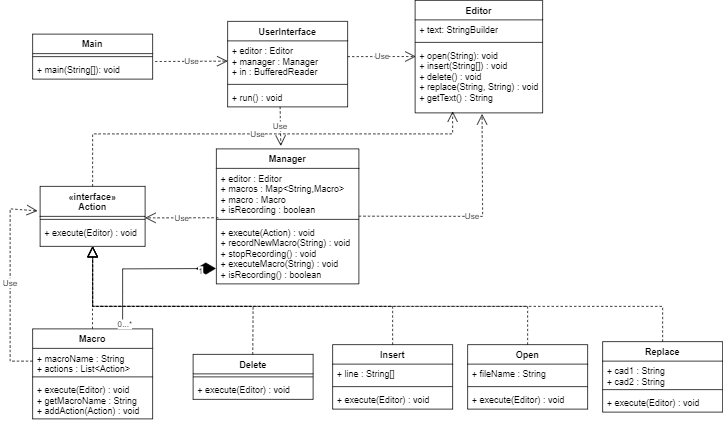 Main
+ main(String[]): void
Use
UserInterface
+ editor : Editor
+ manager : Manager
+ in : BufferedReader
+ run() : void
Use
Editor
+ text: StringBuilder
+ open(String): void
+ insert(String[]) : void
+ delete() : void
+ replace(String, String) : void
+ getText() : String
Use
Use
Manager
+ editor : Editor
+ macros : Map<String,Macro>
+ macro : Macro
+ isRecording : boolean
+ execute(Action) : void
+ recordNewMacro(String) : void
+ stopRecording() : void
+ executeMacro(String) : void
+ isRecording() : boolean
Use
Use
«interface»
Action
+ execute(Editor) : void
Use
1
0...*
Macro
+ macroName : String
+ actions : List<Action>
+ execute(Editor) : void
+ getMacroName : String
+ addAction(Action) : void
Delete
+ execute(Editor) : void
Insert
+ line : String[]
+ execute(Editor) : void
Open
+ fileName : String
+ execute(Editor) : void
Replace
+ cad1 : String
+ cad2 : String
+ execute(Editor) : void